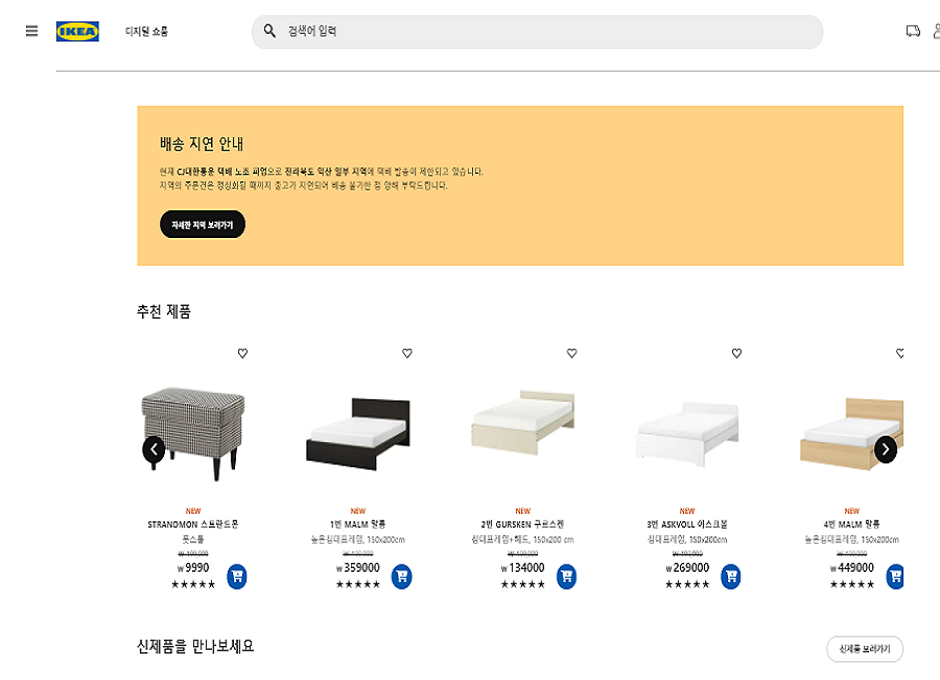 IKEA
디지털 쇼룸
검색어 입력
배송 지연 안내
현재 CJ대한통운 택배 노조 파업으로 전라북도 익산 일부 지역에 택배 발송이 제한되고 있습니다.
지역의 주문건은 정상화될 때까지 출고가 지연되어 배송 불가한 점 양해 부탁드립니다.
자세한 지역 보러가기
추천 제품
NEW
STRANDMON 스트란드몬
풋스툴
₩9990
★★★★★
NEW
1번 MALM 말름
높은침대프레임, 150x200cm
₩359000
★★★★★
NEW
2번 GURSKEN 구르스켄
침대프레임+헤드, 150x200 cm
₩134000
★★★★★
NEW
3번 ASKVOLL 아스크볼
침대프레임, 150x200cm
₩269000
★★★★★
NEW
4번 MALM 말름
높은침대프레임, 150x200cm
₩449000
★★★★★
신제품을 만나보세요
신제품 보러가기